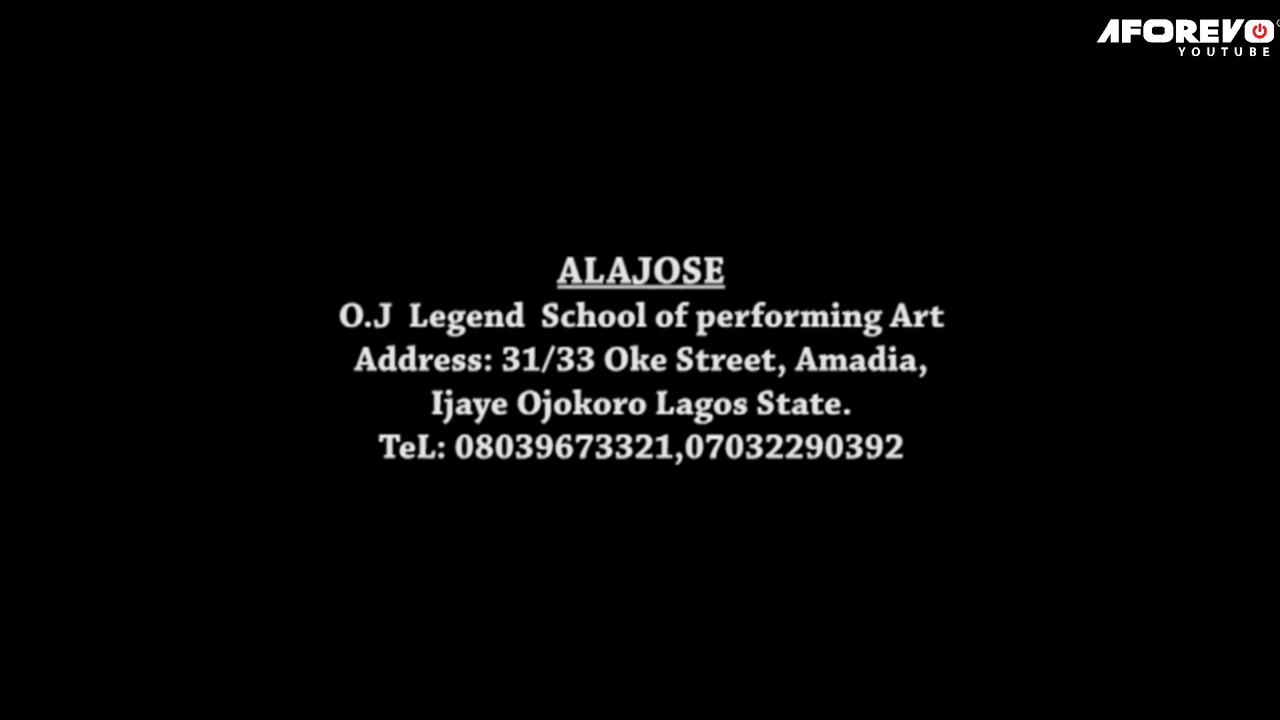 AFOREVO
YOUTUBE
ALAJOSE
O.J Legend School of performing Art
Address: 31/33 Oke Street, Amadia,
Ijaye Ojokoro Lagos State.
TeL: 08039673321,07032290392